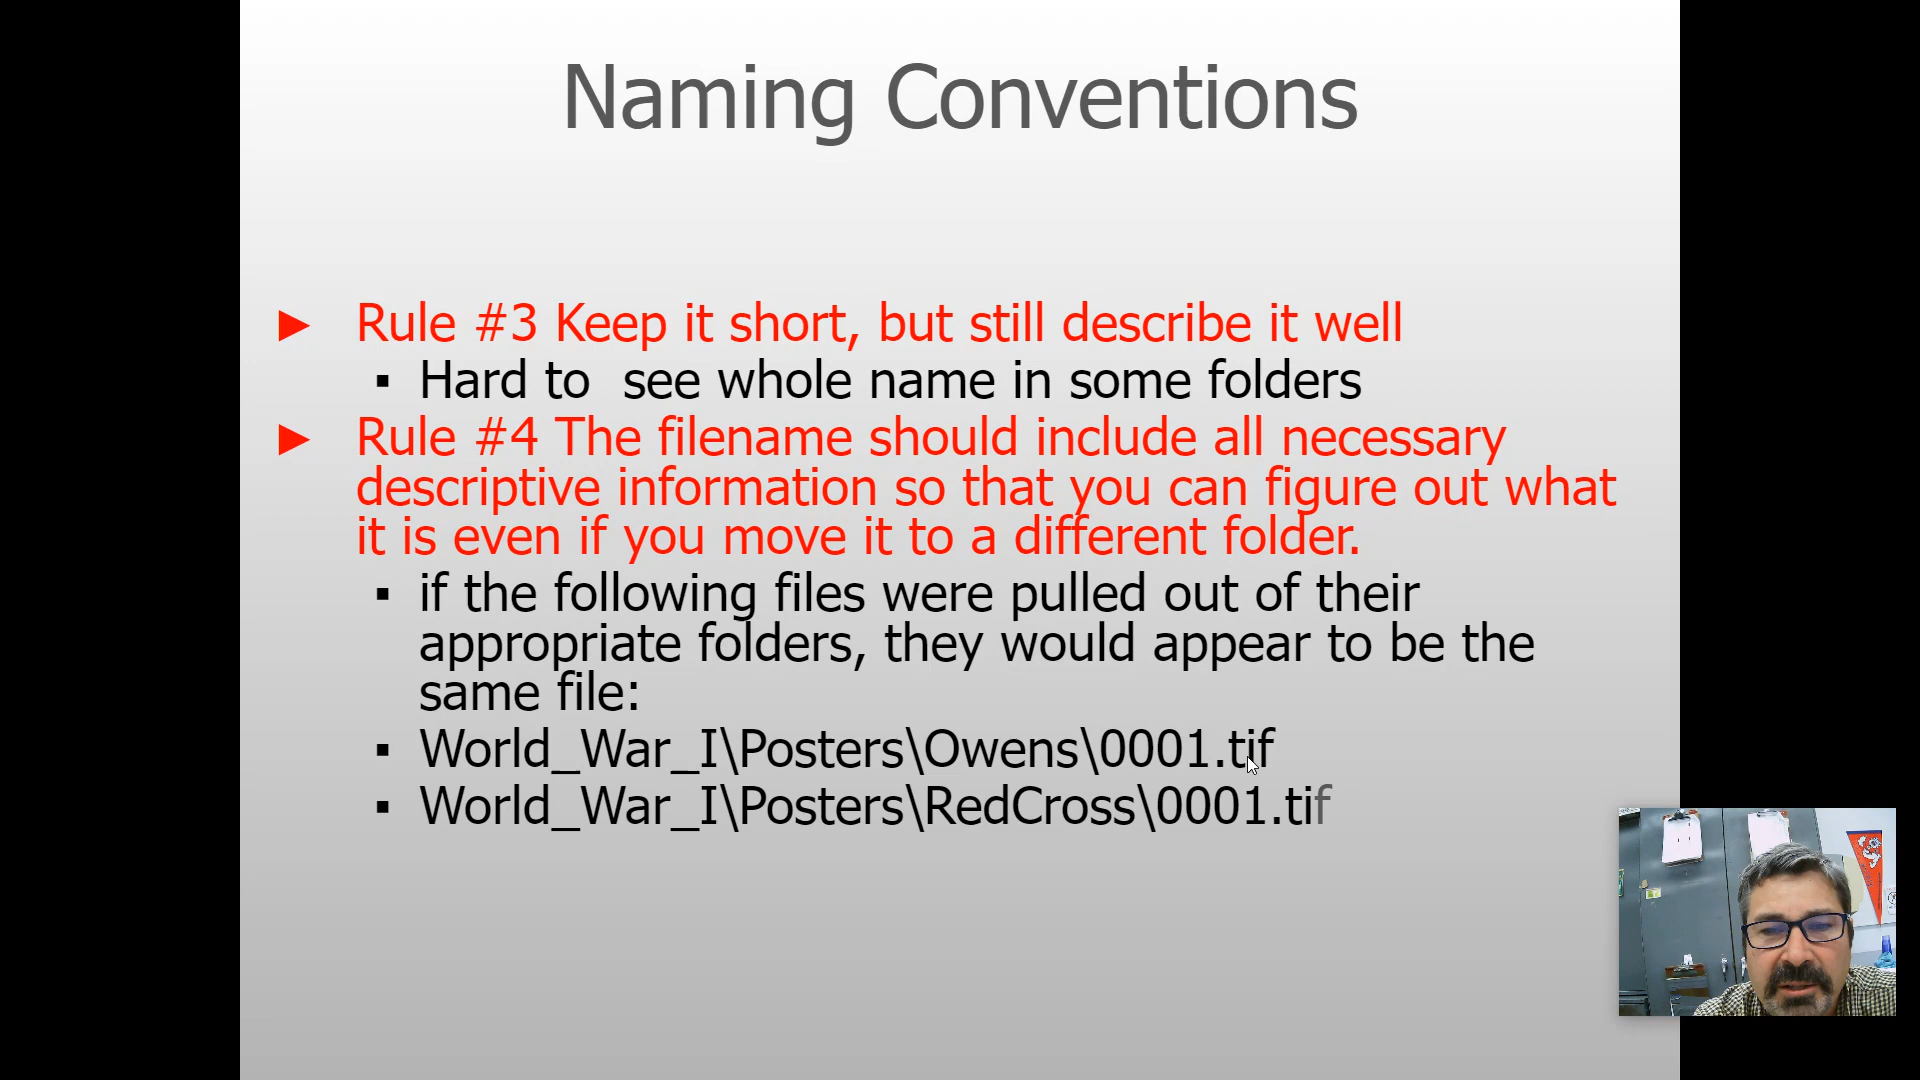 Naming Conventions
► Rule #3 Keep it short, but still describe it well
▪ Hard to  see whole name in some folders
► Rule #4 The filename should include all necessary
descriptive information so that you can figure out what
it is even if you move it to a different folder.
▪ if the following files were pulled out of their
appropriate folders, they would appear to be the
same file:
▪ World_War_I\Posters\Owens\0001.tif
▪ World_War_I\Posters\RedCross\0001.tif